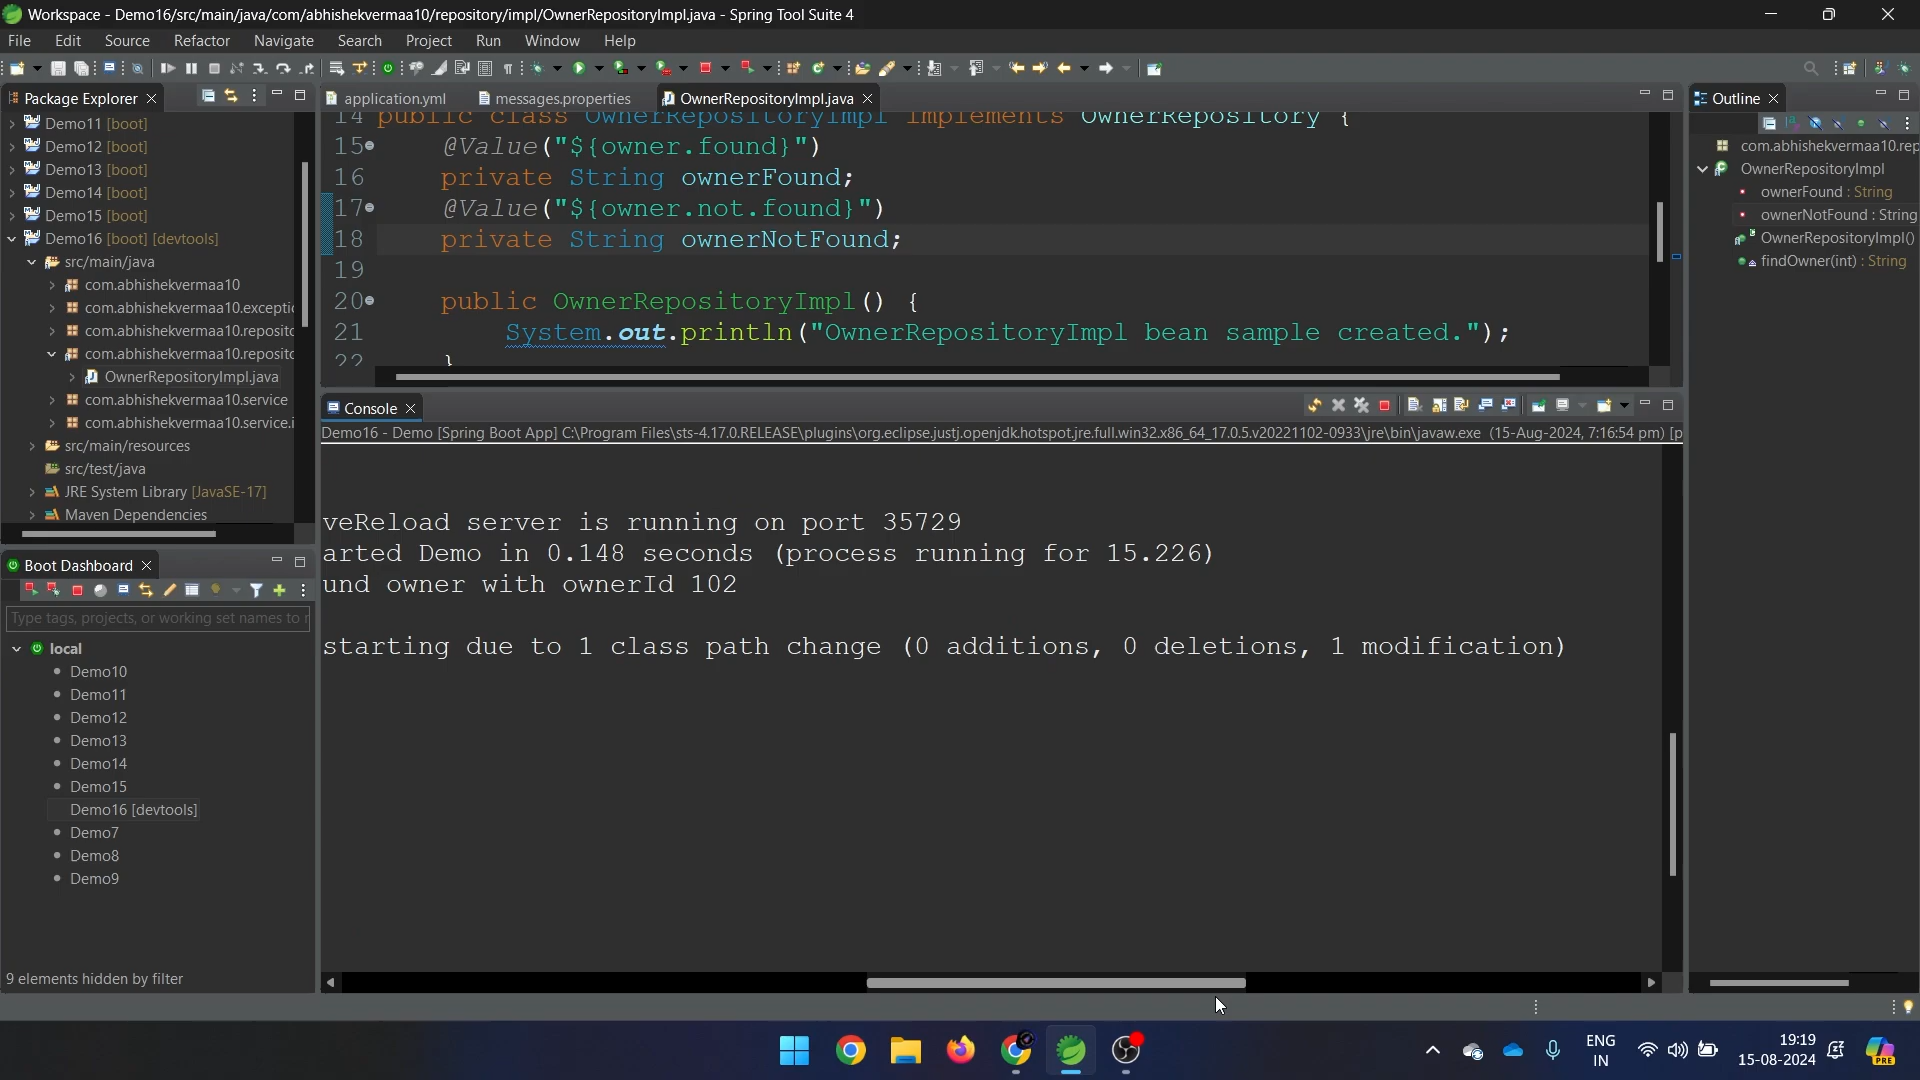 Workspace - Demo16/src/main/java/com/abhishekvermaa10/repository/impl/OwnerRepositoryImpl.java - Spring Tool Suite 4
File Edit Source Refactor Navigate Search Project Run Window Help
Package Explorer
Demo11 [boot]
Demo12 [boot]
Demo13 [boot]
Demo14 [boot]
Demo15 [boot]
Demo16 [boot] [devtools]
src/main/java
com.abhishekvermaa10
com.abhishekvermaa10.excepti
com.abhishekvermaa10.reposito
com.abhishekvermaa10.reposito
OwnerRepositoryImpl.java
com.abhishekvermaa10.service
com.abhishekvermaa10.service.i
src/main/resources
src/test/java
JRE System Library [JavaSE-17]
Maven Dependencies
application.yml messages.properties OwnerRepositoryImpl.java
14 public class OwnerRepositoryImpl implements OwnerRepository {
15 @Value("${owner.found}")
16 private String ownerFound;
17 @Value("${owner.not.found}")
18 private String ownerNotFound;
19
20 public OwnerRepositoryImpl() {
21 System.out.println("OwnerRepositoryImpl bean sample created.");
22 }
Console
Demo16 - Demo [Spring Boot App] C:\Program Files\sts-4.17.0.RELEASE\plugins\org.eclipse.justj.openjdk.hotspot.jre.full.win32.x86_64_17.0.5.v20221102-0933\jre\bin\javaw.exe (15-Aug-2024, 7:16:54 pm) [p
veReload server is running on port 35729
arted Demo in 0.148 seconds (process running for 15.226)
und owner with ownerId 102
starting due to 1 class path change (0 additions, 0 deletions, 1 modification)
Outline
com.abhishekvermaa10.rep
OwnerRepositoryImpl
ownerFound : String
ownerNotFound : String
OwnerRepositoryImpl()
findOwner(int) : String
Boot Dashboard
Type tags, projects, or working set names to
local
Demo10
Demo11
Demo12
Demo13
Demo14
Demo15
Demo16 [devtools]
Demo7
Demo8
Demo9
9 elements hidden by filter
ENG
IN
19:19
15-08-2024
PRE